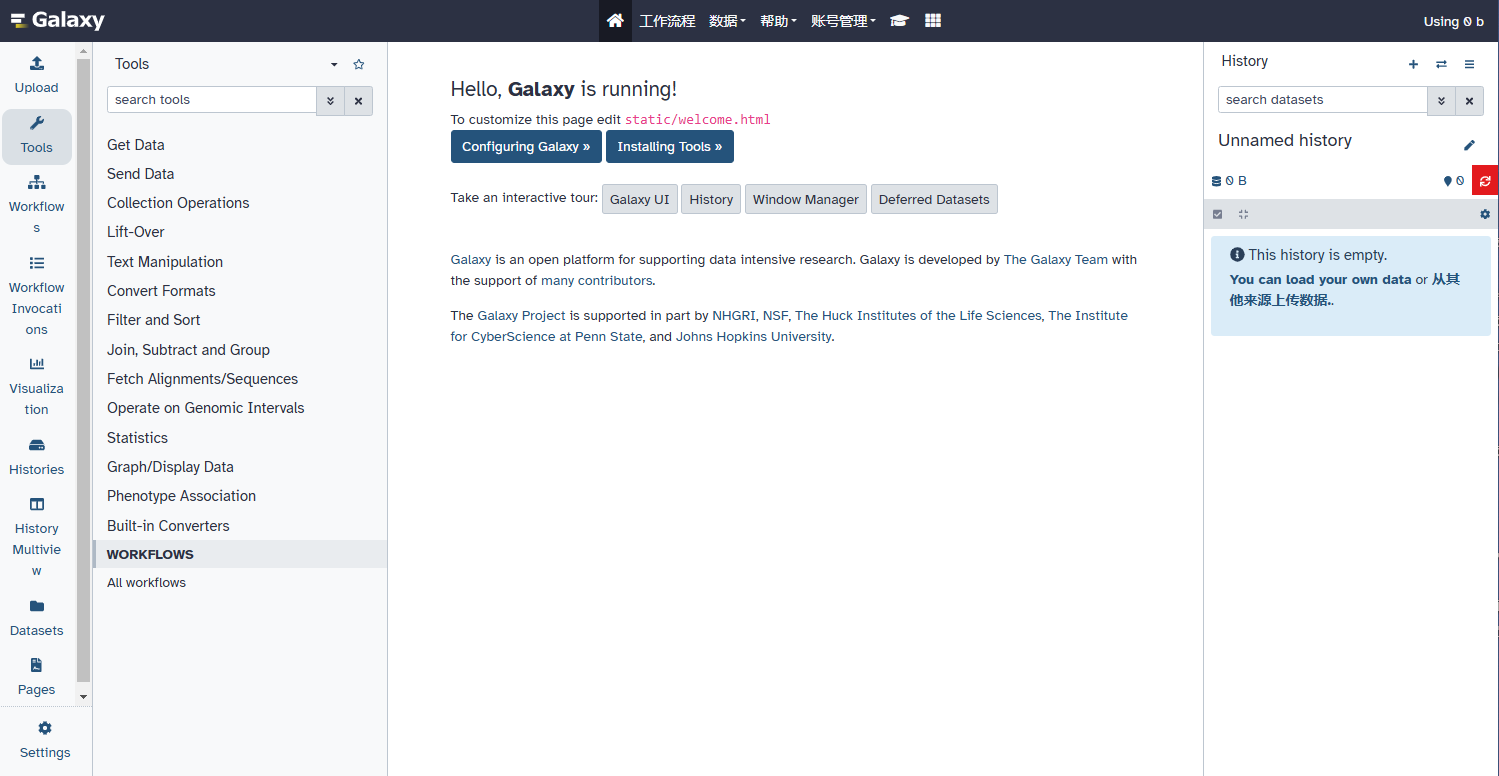 Galaxy
工作流程 数据 帮助 账号管理
Using 0 b
Upload
Tools
Workflow
s
Workflow
Invocati
ons
Visualiza
tion
Histories
History
Multivie
w
Datasets
Pages
Settings
Tools
search tools
Get Data
Send Data
Collection Operations
Lift-Over
Text Manipulation
Convert Formats
Filter and Sort
Join, Subtract and Group
Fetch Alignments/Sequences
Operate on Genomic Intervals
Statistics
Graph/Display Data
Phenotype Association
Built-in Converters
WORKFLOWS
All workflows
Hello, Galaxy is running!
To customize this page edit static/welcome.html
Configuring Galaxy » Installing Tools »
Take an interactive tour: Galaxy UI History Window Manager Deferred Datasets
Galaxy is an open platform for supporting data intensive research. Galaxy is developed by The Galaxy Team with
the support of many contributors.
The Galaxy Project is supported in part by NHGRI, NSF, The Huck Institutes of the Life Sciences, The Institute
for CyberScience at Penn State, and Johns Hopkins University.
History
search datasets
Unnamed history
0 B 0
This history is empty.
You can load your own data or 从其
他来源上传数据..